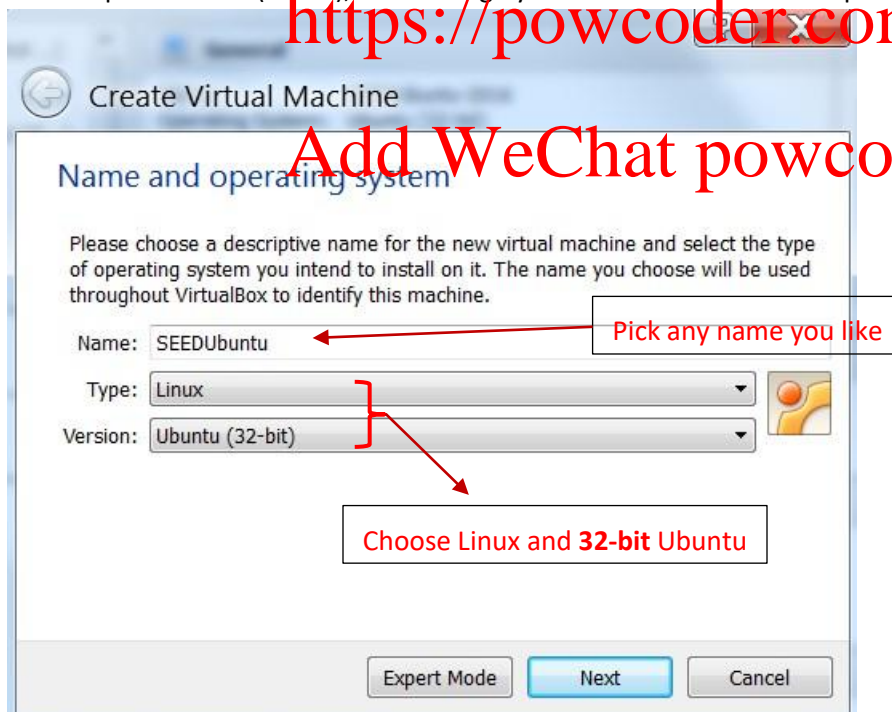 https://powcoder.com
Create Virtual Machine
Add WeChat powco
Name and operating system
Please choose a descriptive name for the new virtual machine and select the type
of operating system you intend to install on it. The name you choose will be used
throughout VirtualBox to identify this machine.
Pick any name you like
Name: SEEDUbuntu
Type: Linux
Version: Ubuntu (32-bit)
Choose Linux and 32-bit Ubuntu
Expert Mode Next Cancel